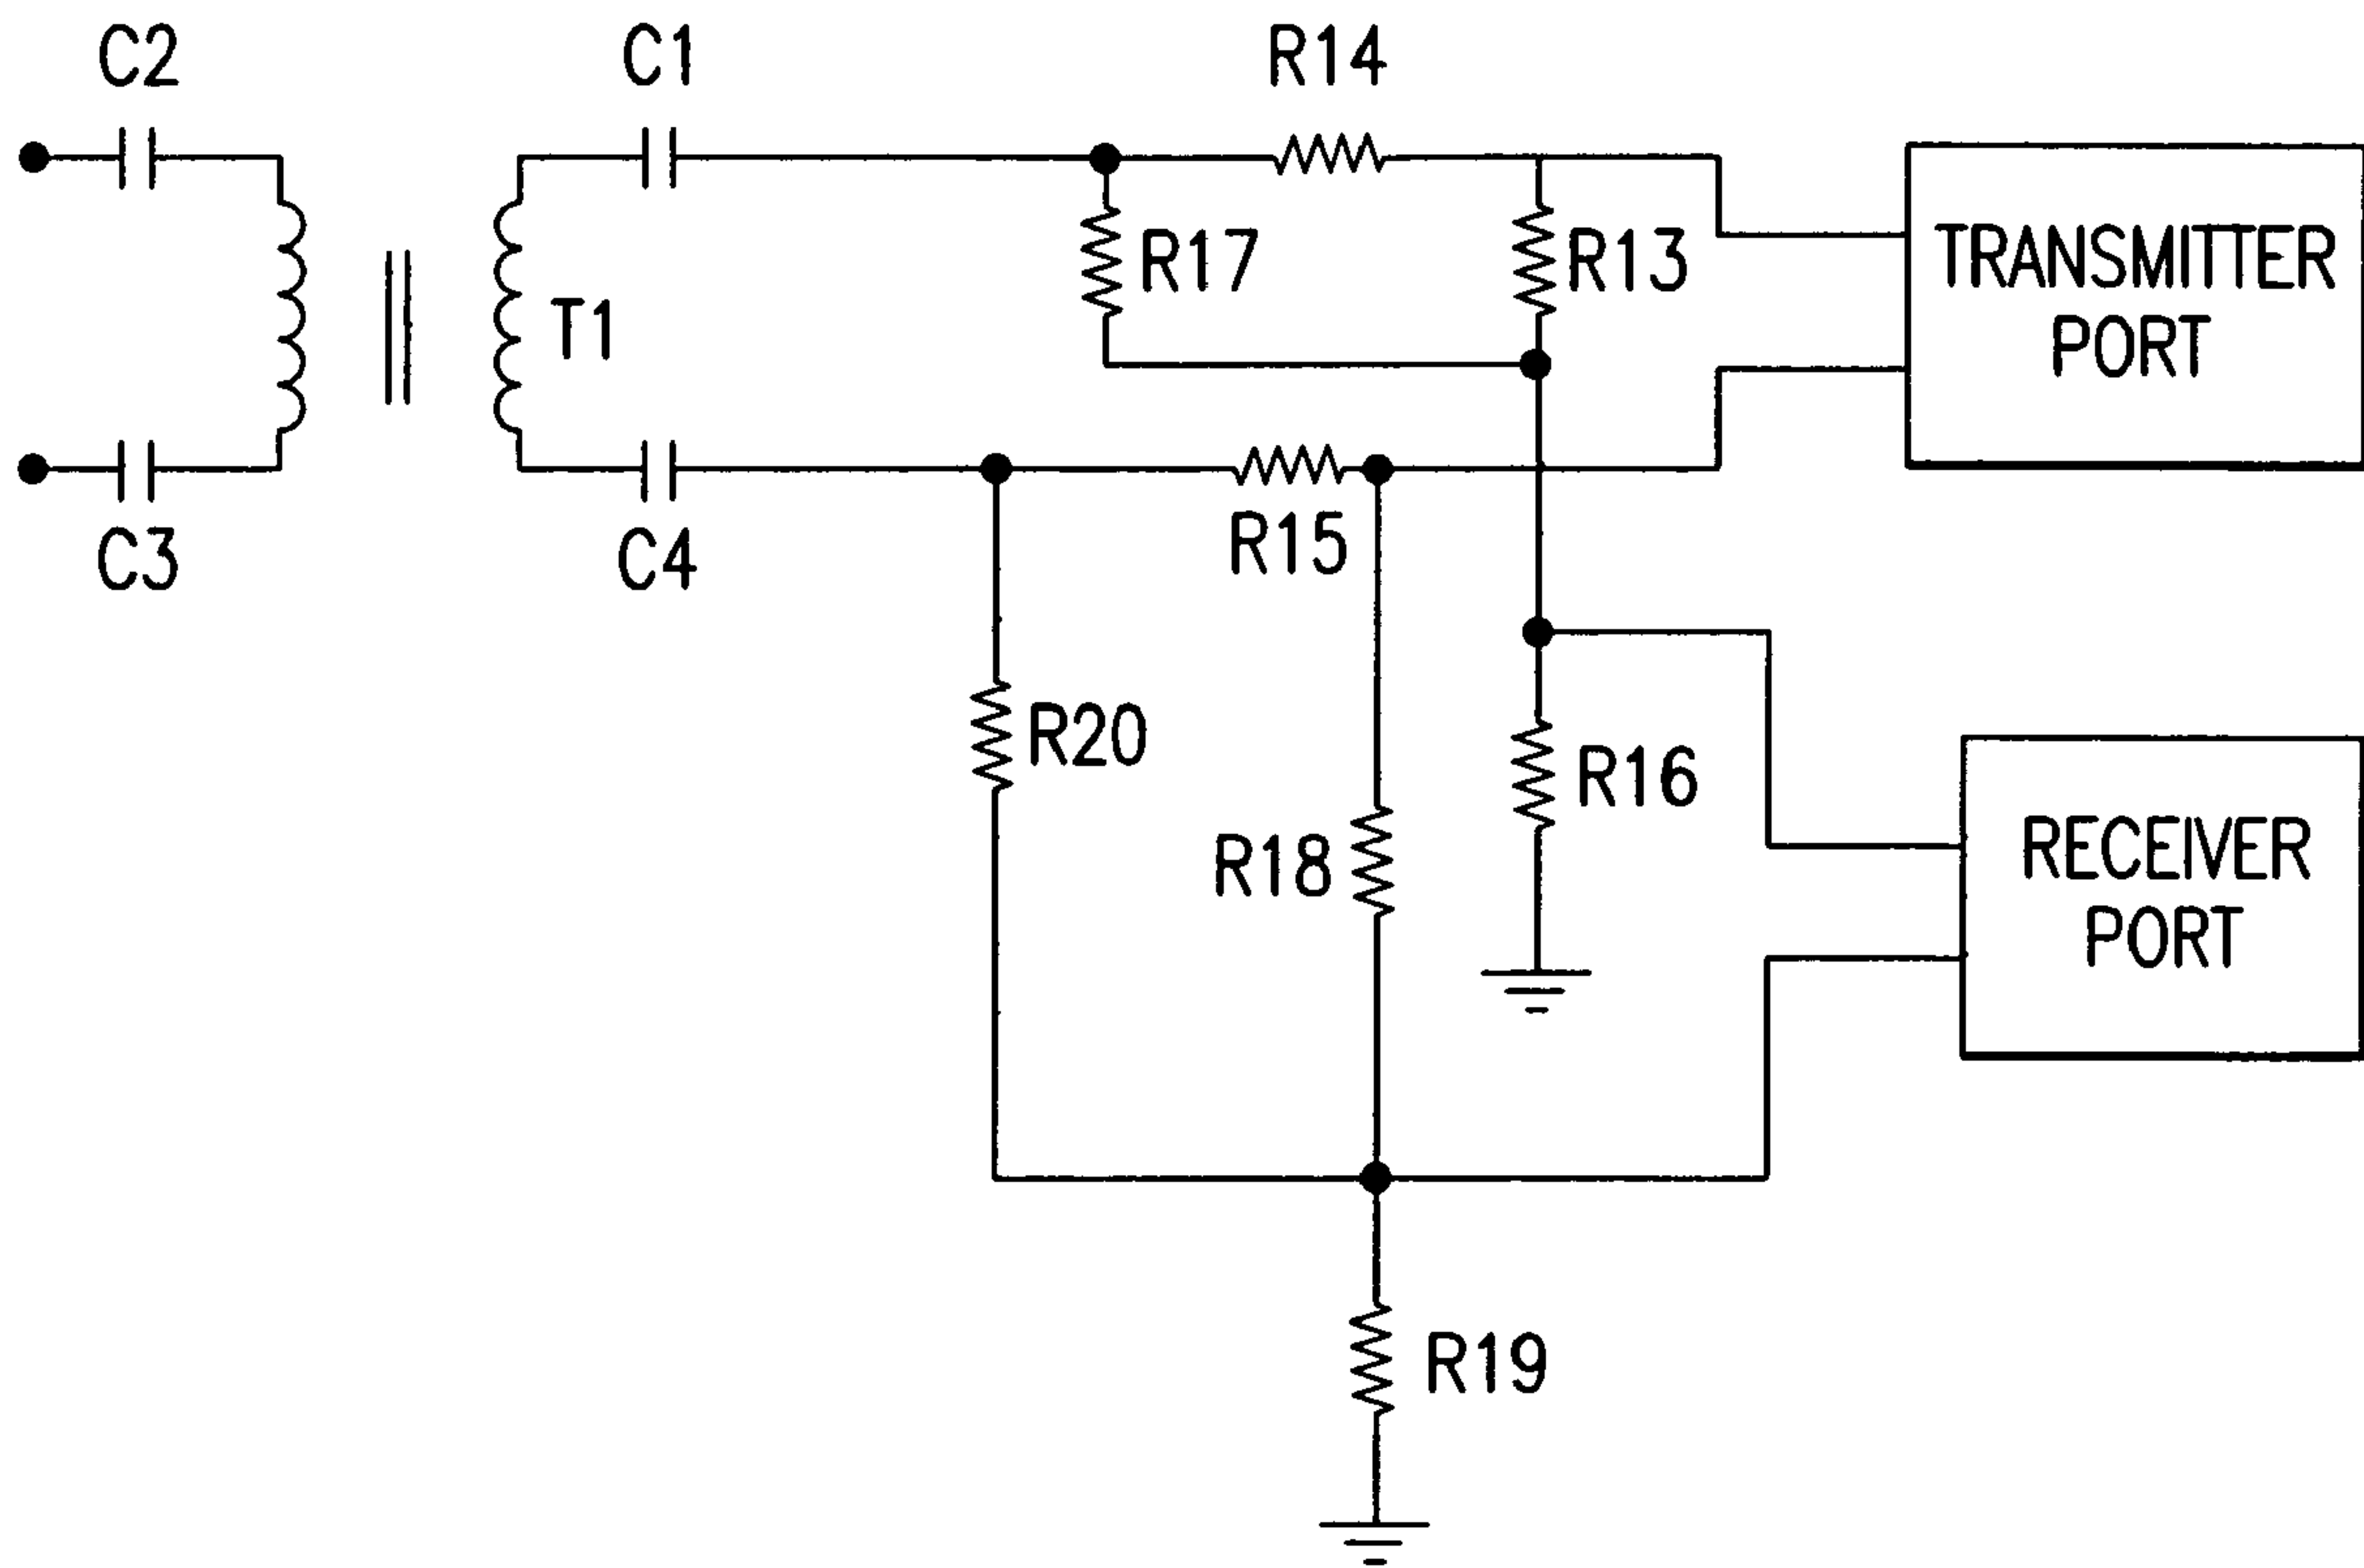 C2
C1
R14
R17
R13
TRANSMITTER
PORT
T1
C3
C4
R15
R20
R16
R18
RECEIVER
PORT
R19